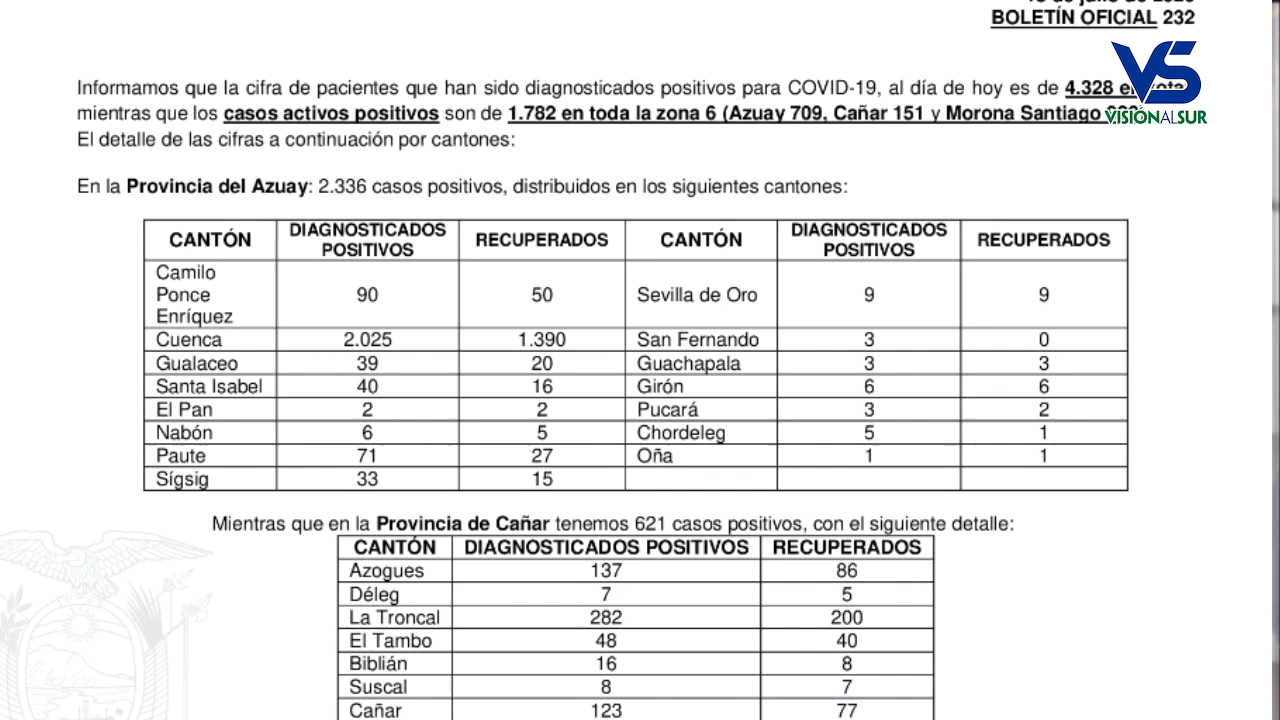 BOLETÍN OFICIAL 232
VS
VISIÓNALSUR
Informamos que la cifra de pacientes que han sido diagnosticados positivos para COVID-19, al día de hoy es de 4.328 en
mientras que los casos activos positivos son de 1.782 en toda la zona 6 (Azuay 709, Cañar 151 y Morona Santiago
El detalle de las cifras a continuación por cantones:
En la Provincia del Azuay: 2.336 casos positivos, distribuidos en los siguientes cantones:
CANTÓN DIAGNOSTICADOS POSITIVOS RECUPERADOS CANTÓN DIAGNOSTICADOS POSITIVOS RECUPERADOS
Camilo Ponce Enríquez 90 50 Sevilla de Oro 9 9
Cuenca 2.025 1.390 San Fernando 3 0
Gualaceo 39 20 Guachapala 3 3
Santa Isabel 40 16 Girón 6 6
El Pan 2 2 Pucará 3 2
Nabón 6 5 Chordeleg 5 1
Paute 71 27 Oña 1 1
Sígsig 33 15
Mientras que en la Provincia de Cañar tenemos 621 casos positivos, con el siguiente detalle:
CANTÓN DIAGNOSTICADOS POSITIVOS RECUPERADOS
Azogues 137 86
Déleg 7 5
La Troncal 282 200
El Tambo 48 40
Biblián 16 8
Suscal 8 7
Cañar 123 77